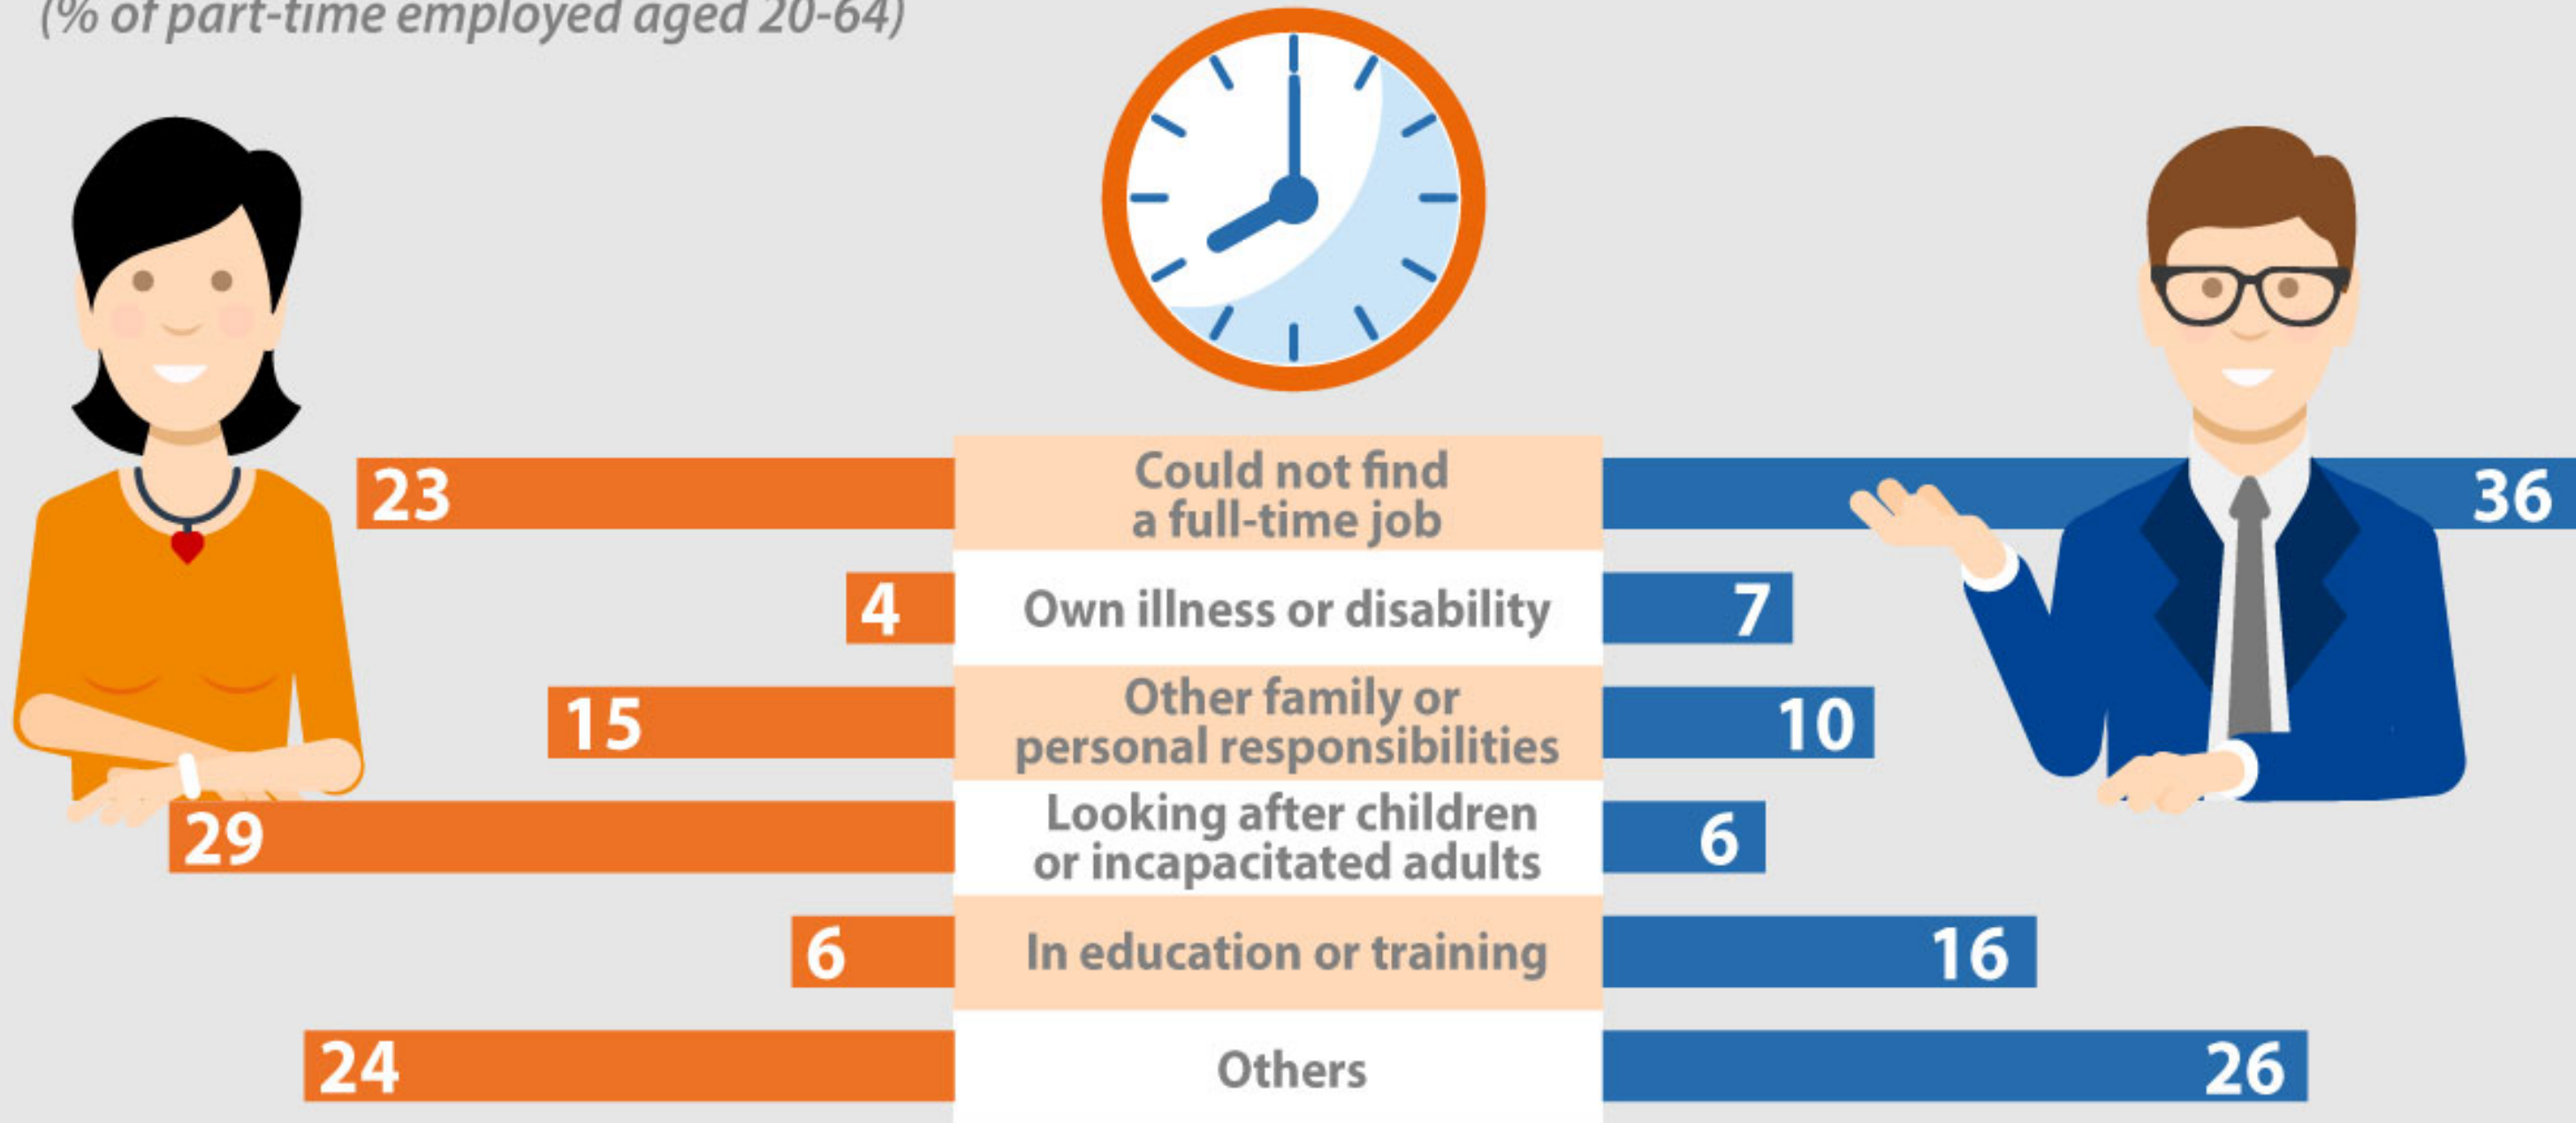 (% of part-time employed aged 20-64)
23
Could not find
a full-time job
36
4
Own illness or disability
7
15
Other family or
personal responsibilities
10
29
Looking after children
or incapacitated adults
6
6
In education or training
16
24
Others
26